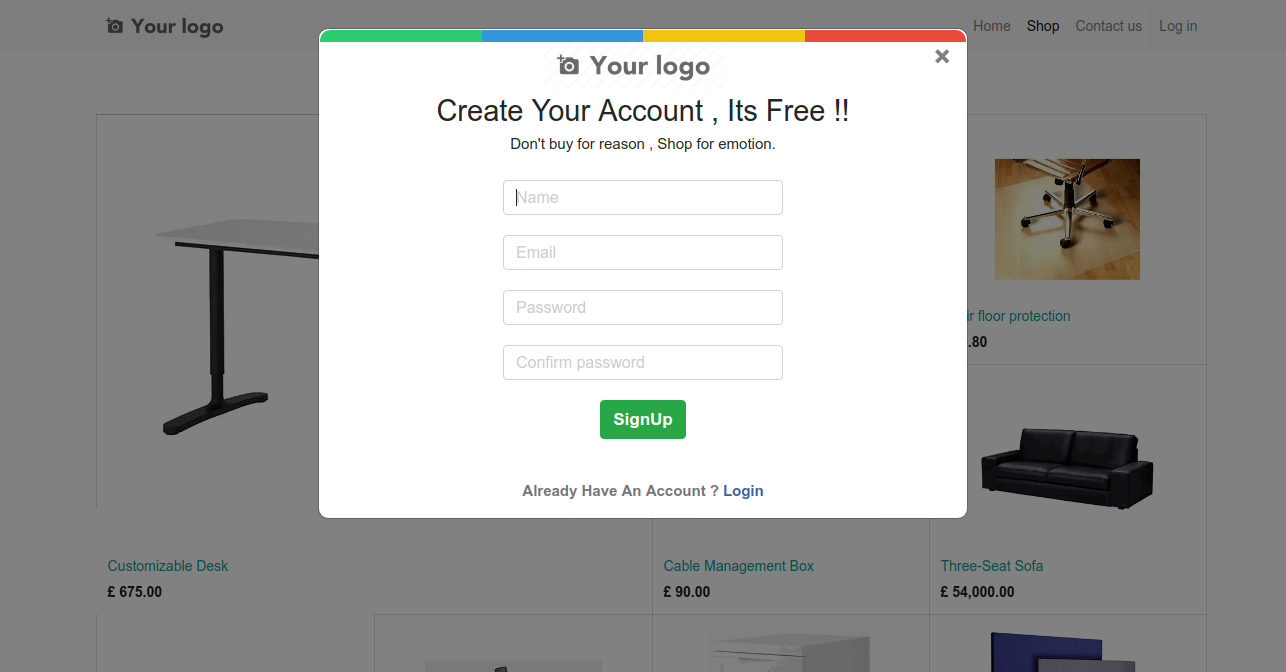 Your logo
Home Shop Contact us Log in
Your logo
Create Your Account , Its Free !!
Don't buy for reason , Shop for emotion.
Name
Email
Password
Confirm password
SignUp
Already Have An Account ? Login
ir floor protection
.80
Customizable Desk
£ 675.00
Cable Management Box
£ 90.00
Three-Seat Sofa
£ 54,000.00